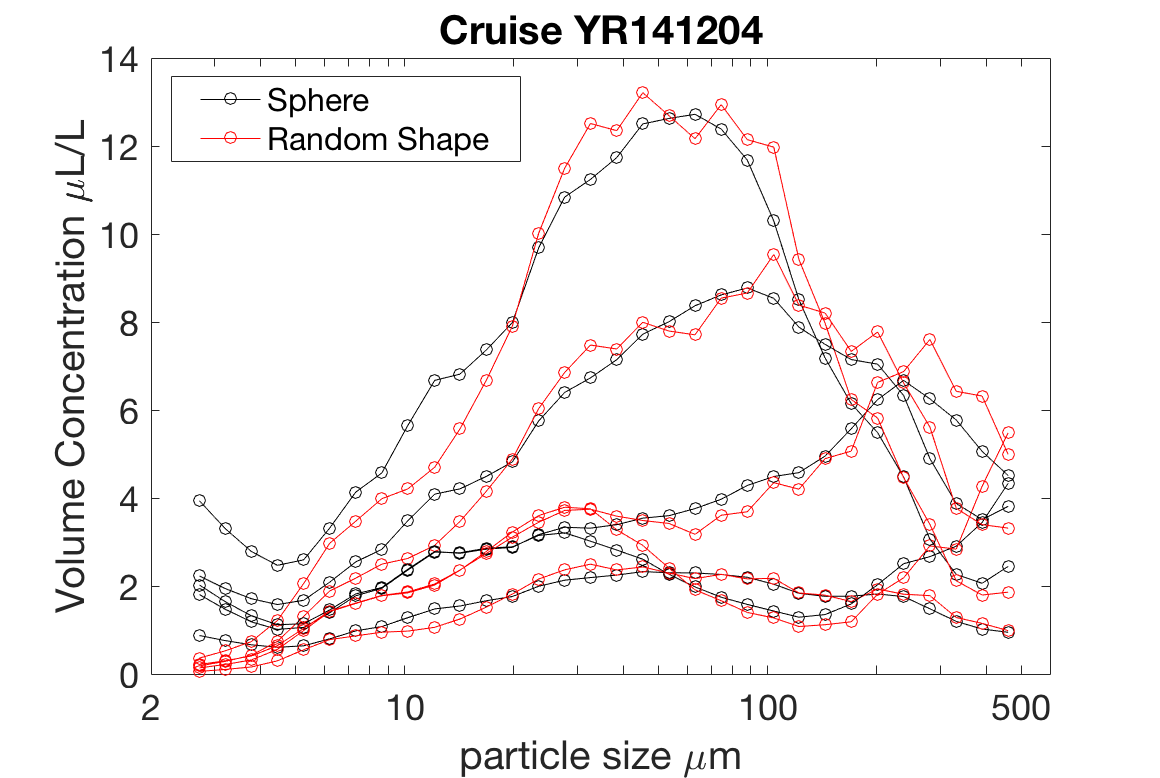 Cruise YR141204
Sphere
Random Shape
Volume Concentration μL/L
14
12
10
8
6
4
2
0
2 10 100 500
particle size μm